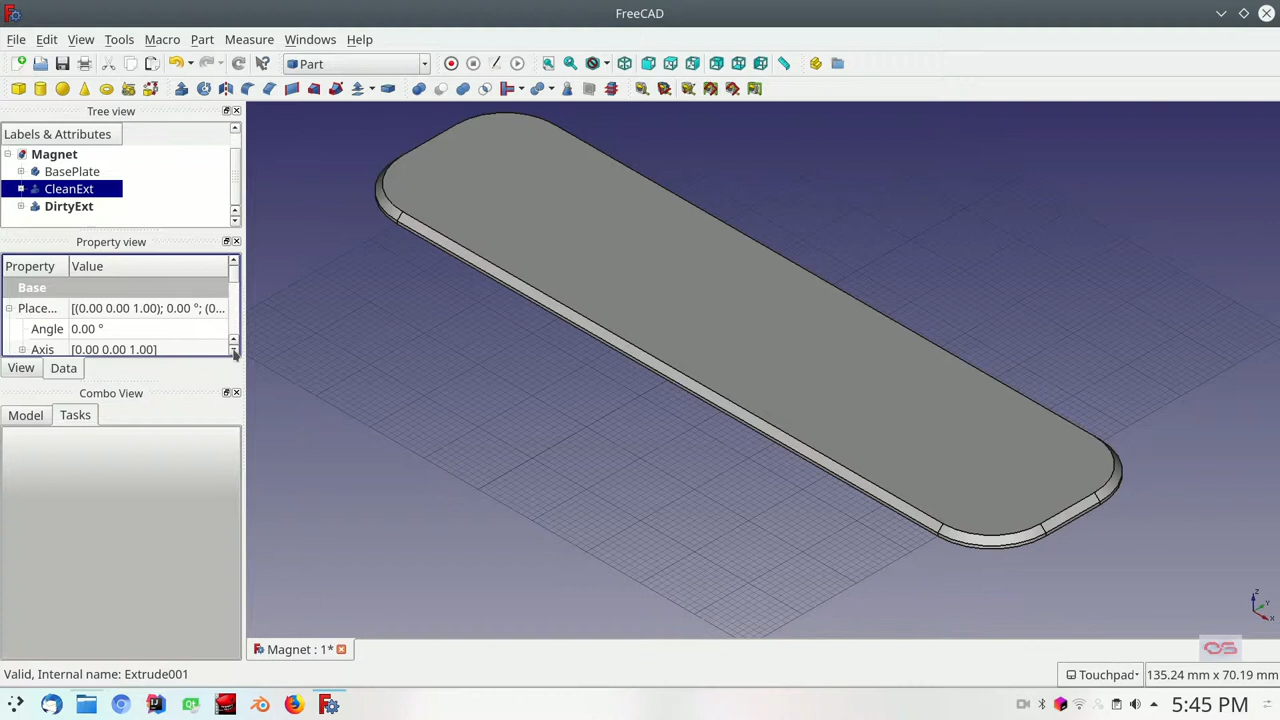 FreeCAD
File Edit View Tools Macro Part Measure Windows Help
Part
Tree view
Labels & Attributes
Magnet
BasePlate
CleanExt
DirtyExt
Property view
Property Value
Base
Place... [(0.00 0.00 1.00); 0.00 °; (0...
Angle 0.00 °
Axis [0.00 0.00 1.00]
View Data
Combo View
Model Tasks
Magnet : 1*
Valid, Internal name: Extrude001
Touchpad
135.24 mm x 70.19 mm
5:45 PM